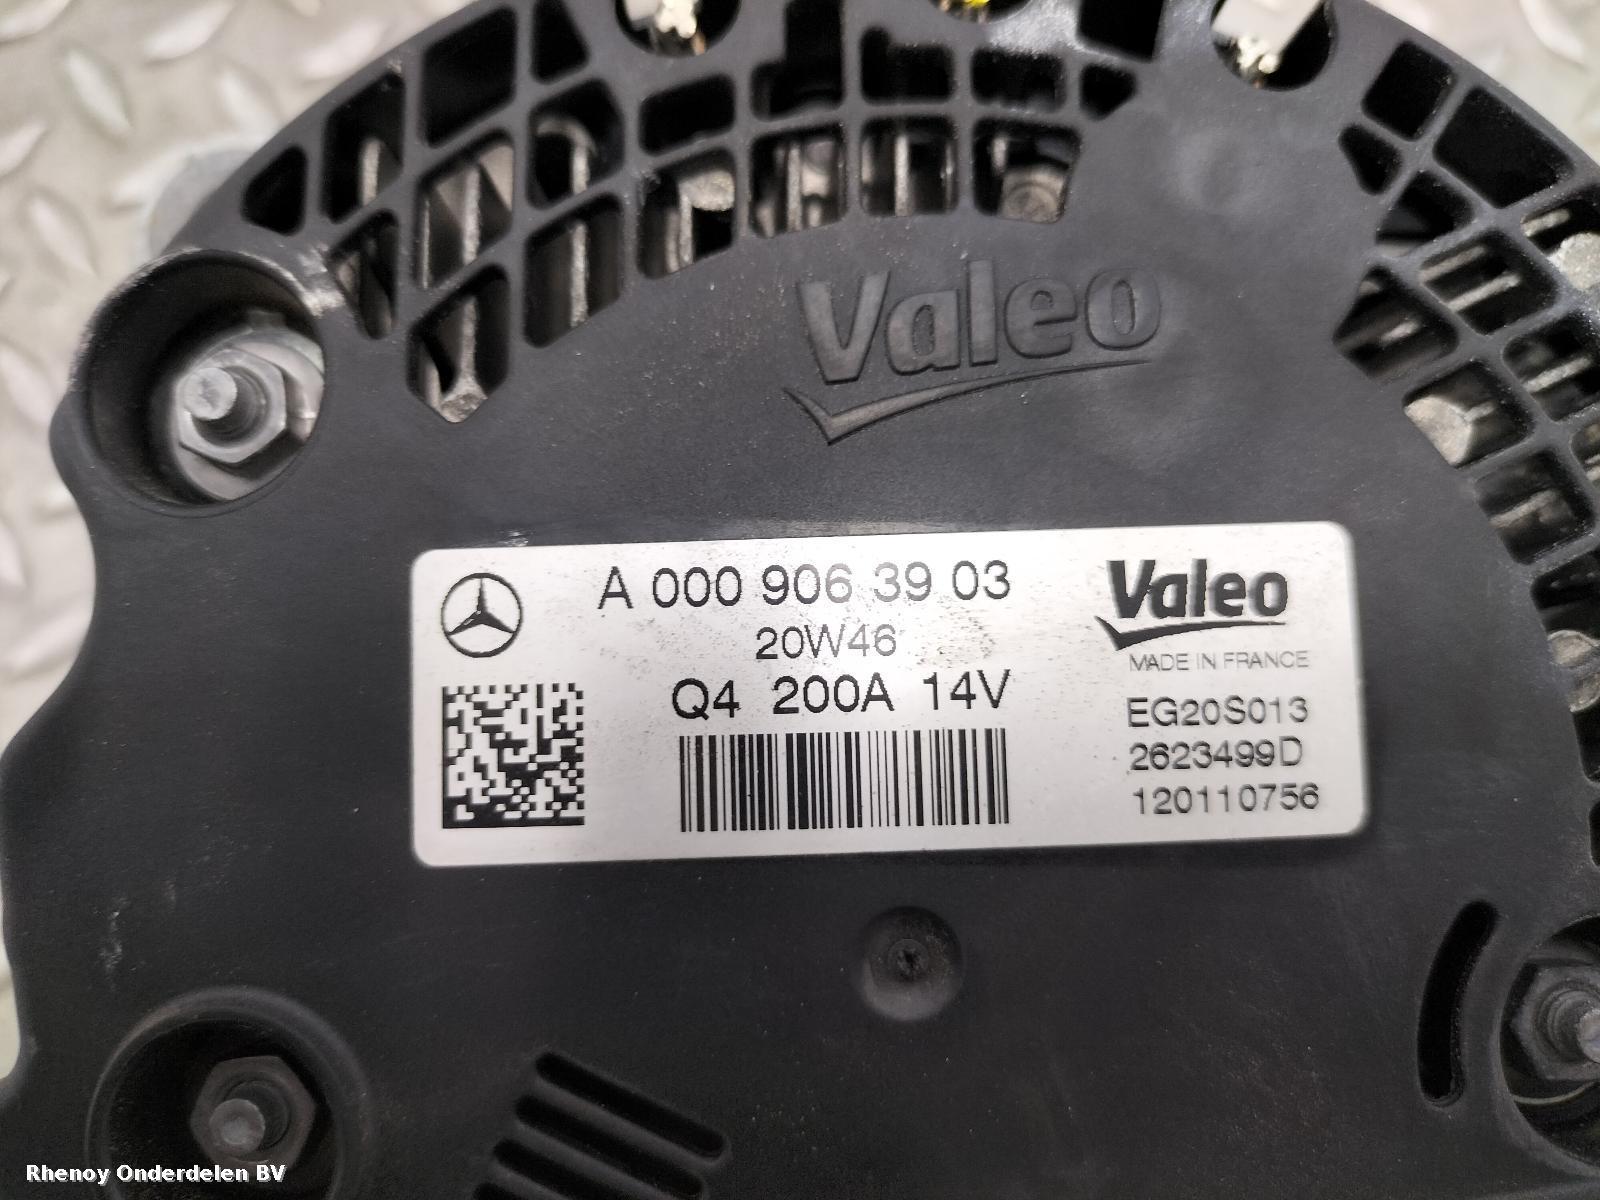 Valeo
A 000 906 39 03
20W46
Q4 200A 14V
Valeo
MADE IN FRANCE
EG20S013
2623499D
120110756
Rhenoy Onderdelen BV